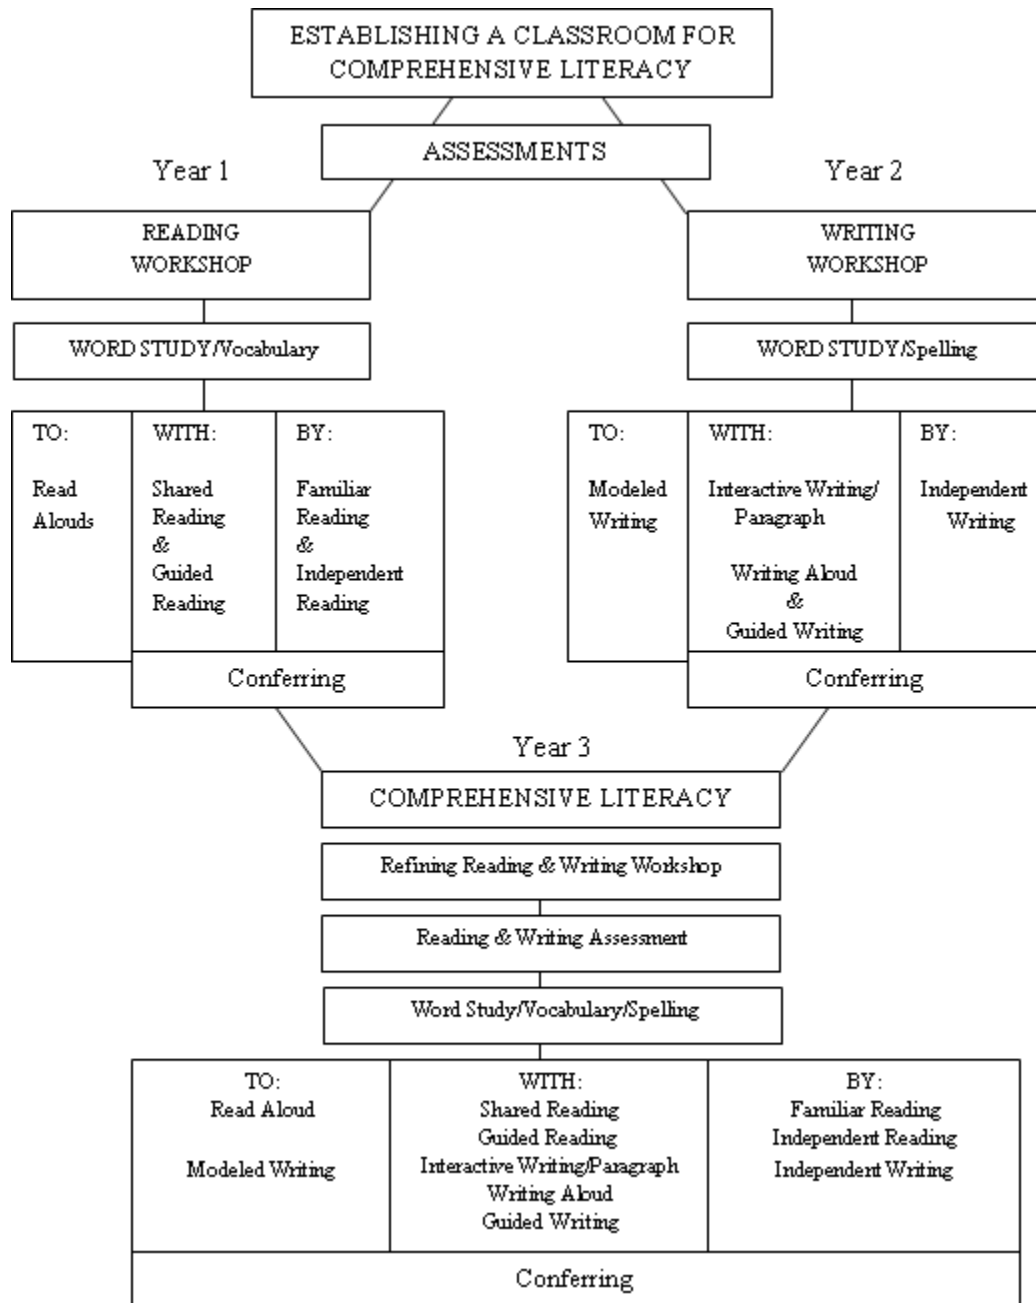 ESTABLISHING A CLASSROOM FOR
COMPREHENSIVE LITERACY
ASSESSMENTS
Year 1
Year 2
READING
WORKSHOP
WRITING
WORKSHOP
WORD STUDY/Vocabulary
WORD STUDY/Spelling
TO:
Read
Alouds
WITH:
Shared
Reading
&
Guided
Reading
BY:
Familiar
Reading
&
Independent
Reading
Conferring
TO:
Modeled
Writing
WITH:
Interactive Writing/
Paragraph
Writing Aloud
&
Guided Writing
BY:
Independent
Writing
Conferring
Year 3
COMPREHENSIVE LITERACY
Refining Reading & Writing Workshop
Reading & Writing Assessment
Word Study/Vocabulary/Spelling
TO:
Read Aloud
Modeled Writing
WITH:
Shared Reading
Guided Reading
Interactive Writing/Paragraph
Writing Aloud
Guided Writing
BY:
Familiar Reading
Independent Reading
Independent Writing
Conferring